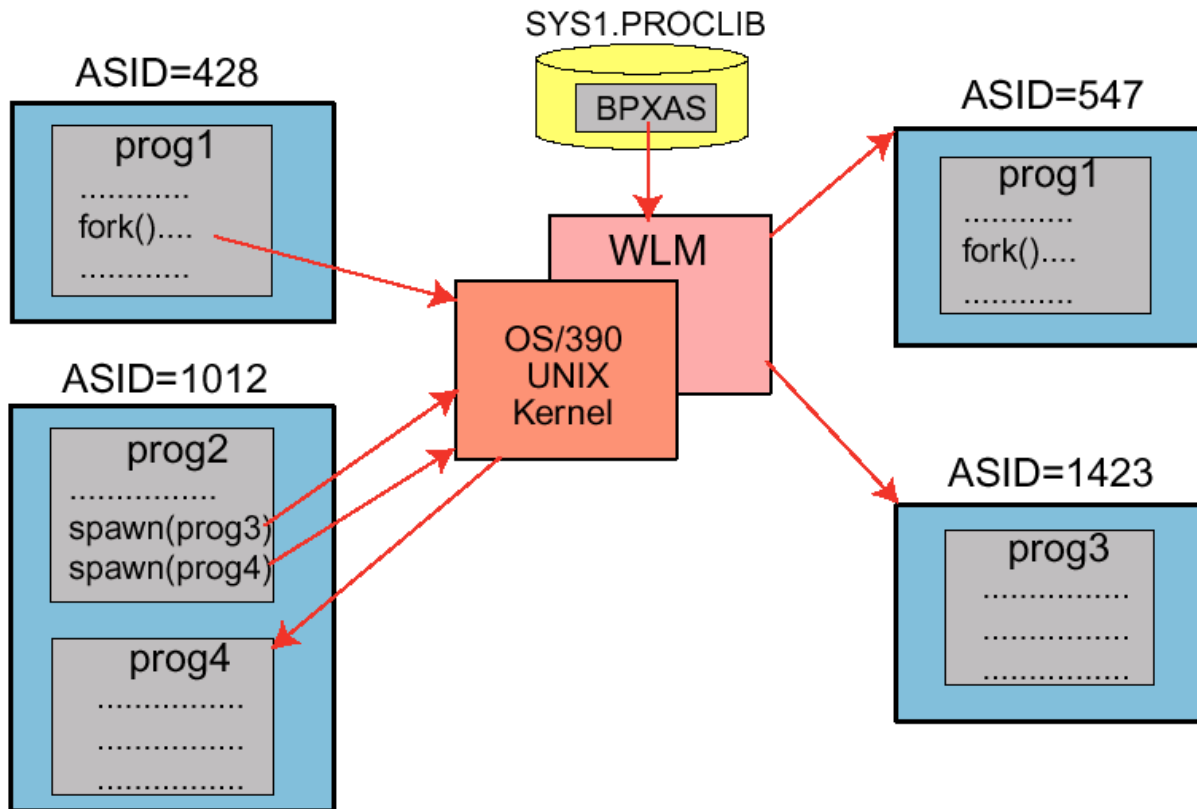 SYS1.PROCLIB
BPXAS
ASID=428
prog1
............
fork()....
............
WLM
OS/390
UNIX
Kernel
ASID=547
prog1
............
fork()....
............
ASID=1012
prog2
................
spawn(prog3)
spawn(prog4)
prog4
................
................
................
ASID=1423
prog3
................
................
................